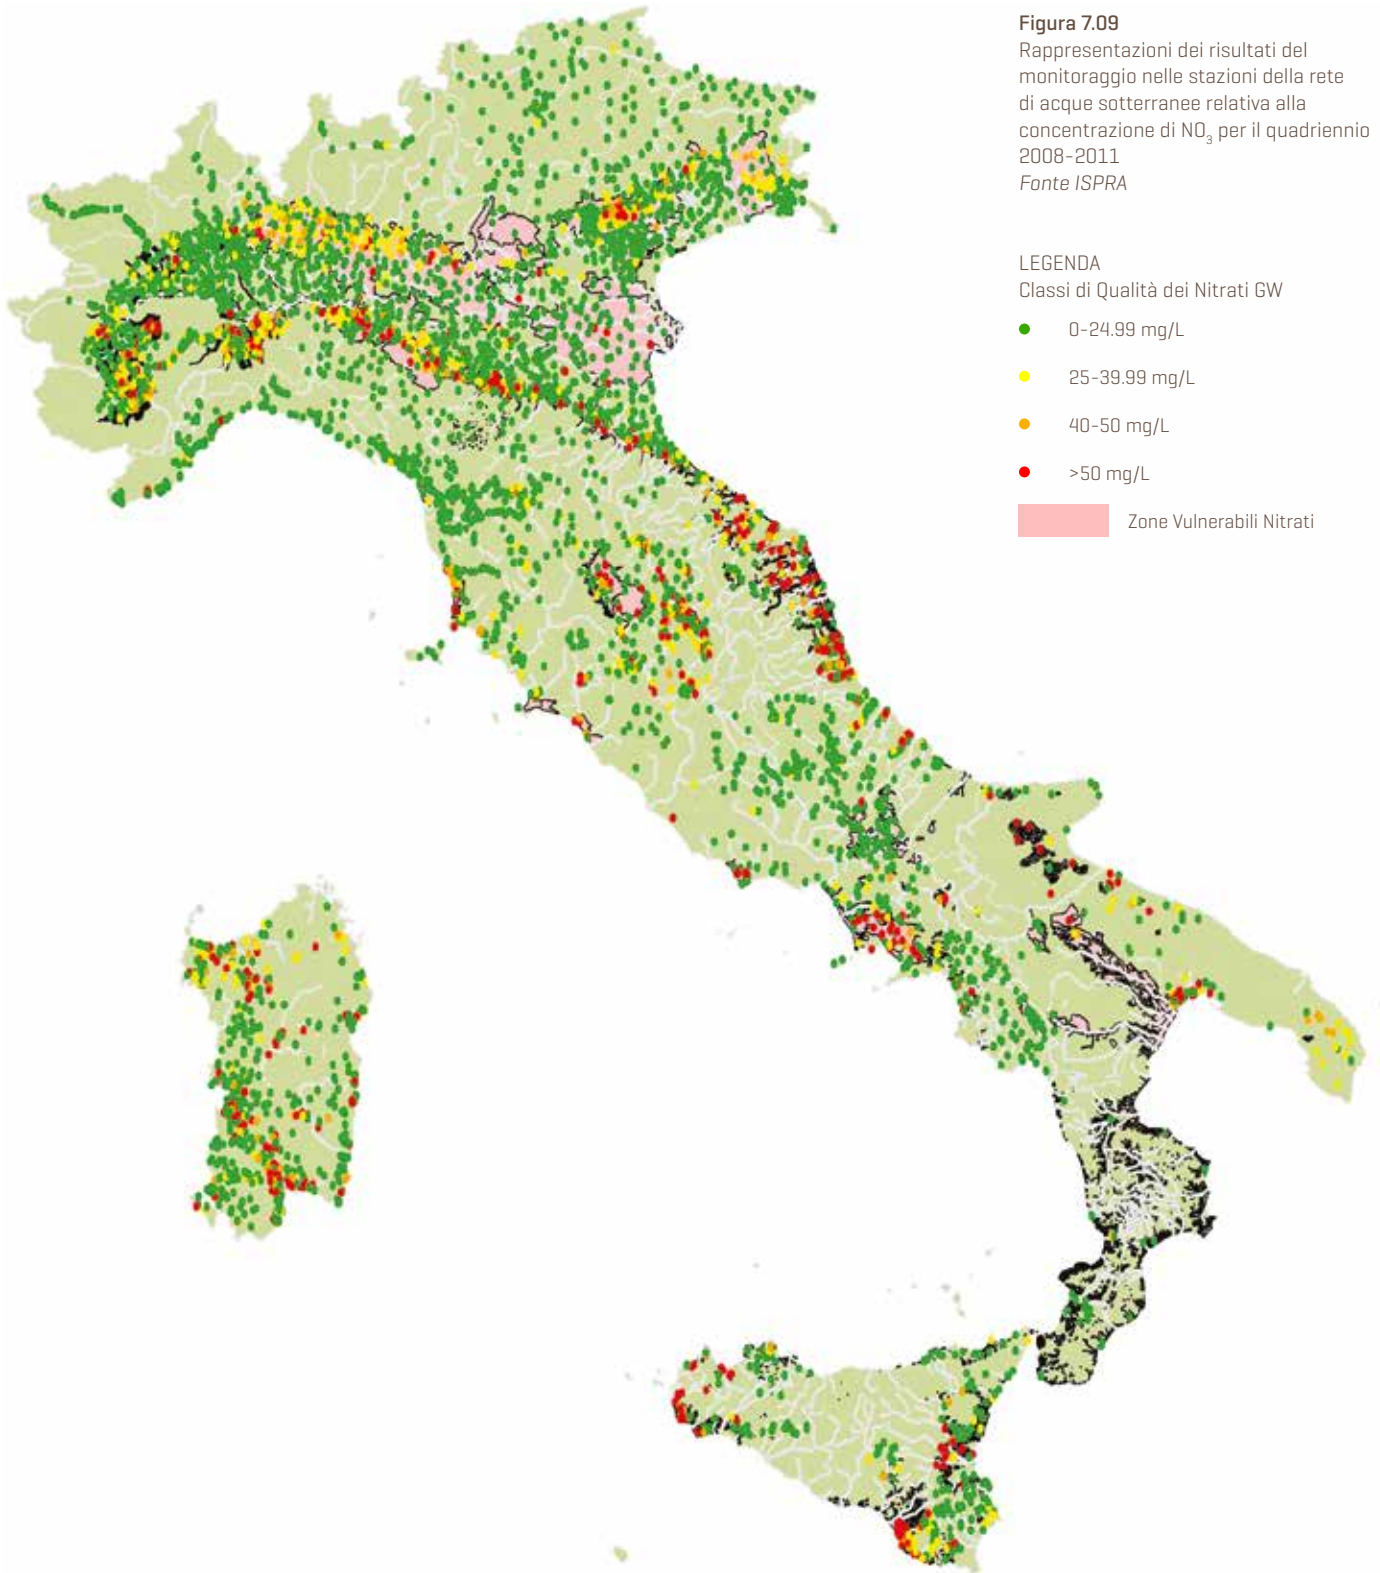 Figura 7.09
Rappresentazioni dei risultati del
monitoraggio nelle stazioni della rete
di acque sotterranee relativa alla
concentrazione di NO₃ per il quadriennio
2008-2011
Fonte ISPRA
LEGENDA
Classi di Qualità dei Nitrati GW
0-24.99 mg/L
25-39.99 mg/L
40-50 mg/L
>50 mg/L
Zone Vulnerabili Nitrati